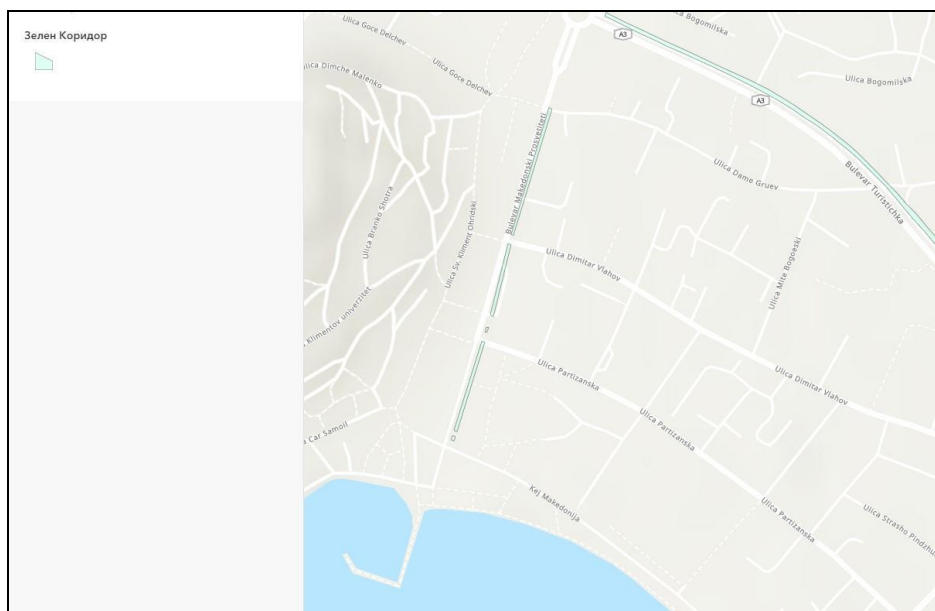 Зелен Коридор
Ulica Goce Delchev
Ulica Goce Delchev
Ulica Dimche Malenko
Ulica Bogomilska
Ulica Bogomilska
A3
A3
Bulevar Turistichka
Bulevar Makedonski Prosvetiteli
Ulica Dame Gruev
Ulica Branko Shotra
Ulica Sv. Kliment Ohridski
Ulica Dimitar Vlahov
Ulica Mite Bogoeski
Klimentov univerzitet
Ulica Partizanska
Ulica Dimitar Vlahov
Ulica Partizanska
Car Samoil
Kej Makedonija
Ulica Partizanska
Ulica Strasho Pindzhu